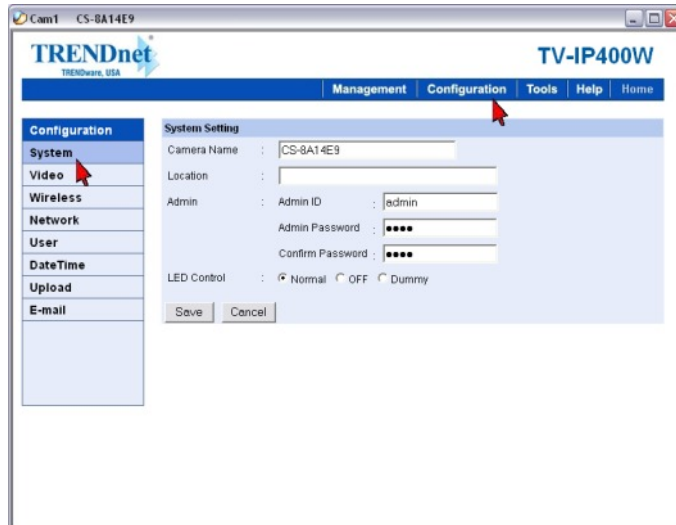 Cam1 CS-8A14E9
TRENDnet
TRENDware, USA
TV-IP400W
Management Configuration Tools Help Home
Configuration
System
Video
Wireless
Network
User
DateTime
Upload
E-mail
System Setting
Camera Name : CS-8A14E9
Location :
Admin : Admin ID : admin
Admin Password : ●●●●
Confirm Password : ●●●●
LED Control : Normal OFF Dummy
Save Cancel